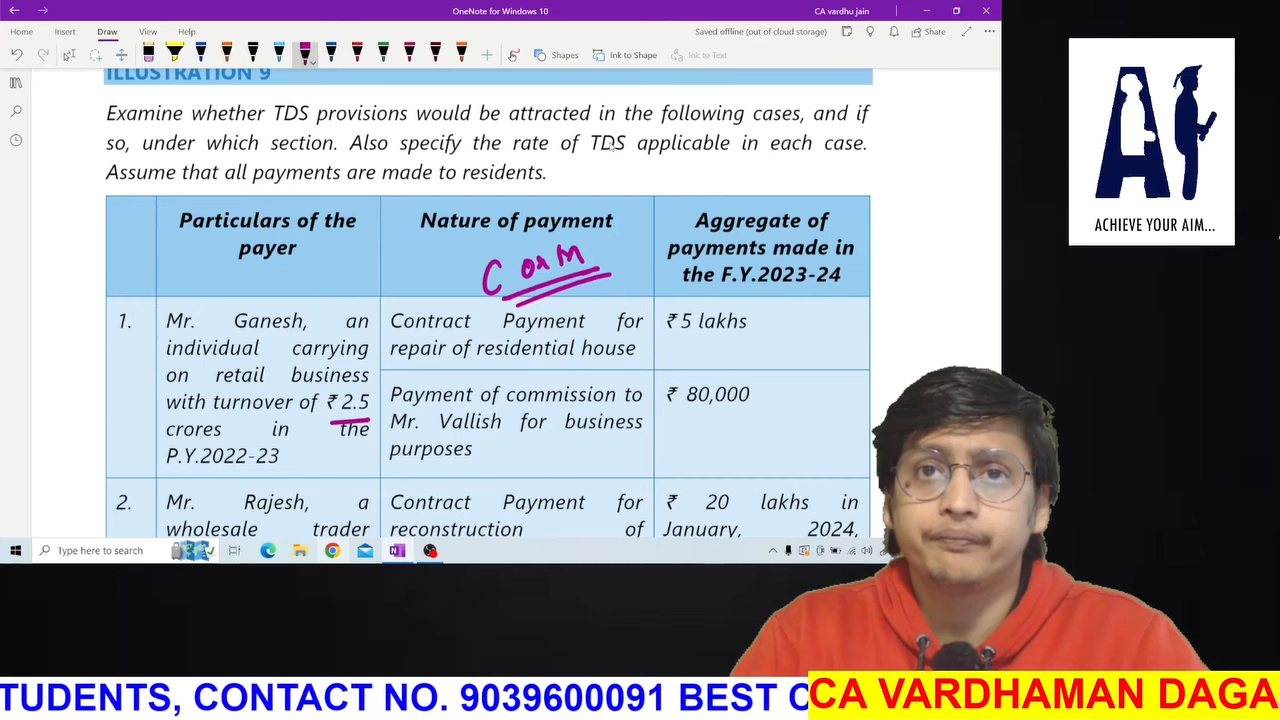 OneNote for Windows 10
CA vardhu jain
Home Insert Draw View Help
Saved offline (out of cloud storage)
Share
Shapes
Ink to Shape
Ink to Text
ILLUSTRATION 9
Examine whether TDS provisions would be attracted in the following cases, and if
so, under which section. Also specify the rate of TDS applicable in each case.
Assume that all payments are made to residents.
Particulars of the
payer
Nature of payment
C or M
Aggregate of
payments made in
the F.Y.2023-24
1.
Mr. Ganesh, an
individual carrying
on retail business
with turnover of ₹ 2.5
crores in the
P.Y.2022-23
Contract Payment for
repair of residential house
₹ 5 lakhs
Payment of commission to
Mr. Vallish for business
purposes
₹ 80,000
2.
Mr. Rajesh, a
wholesale trader
Contract Payment for
reconstruction of
₹ 20 lakhs in
January, 2024,
Type here to search
AI
ACHIEVE YOUR AIM...
TUDENTS, CONTACT NO. 9039600091 BEST C
CA VARDHAMAN DAGA